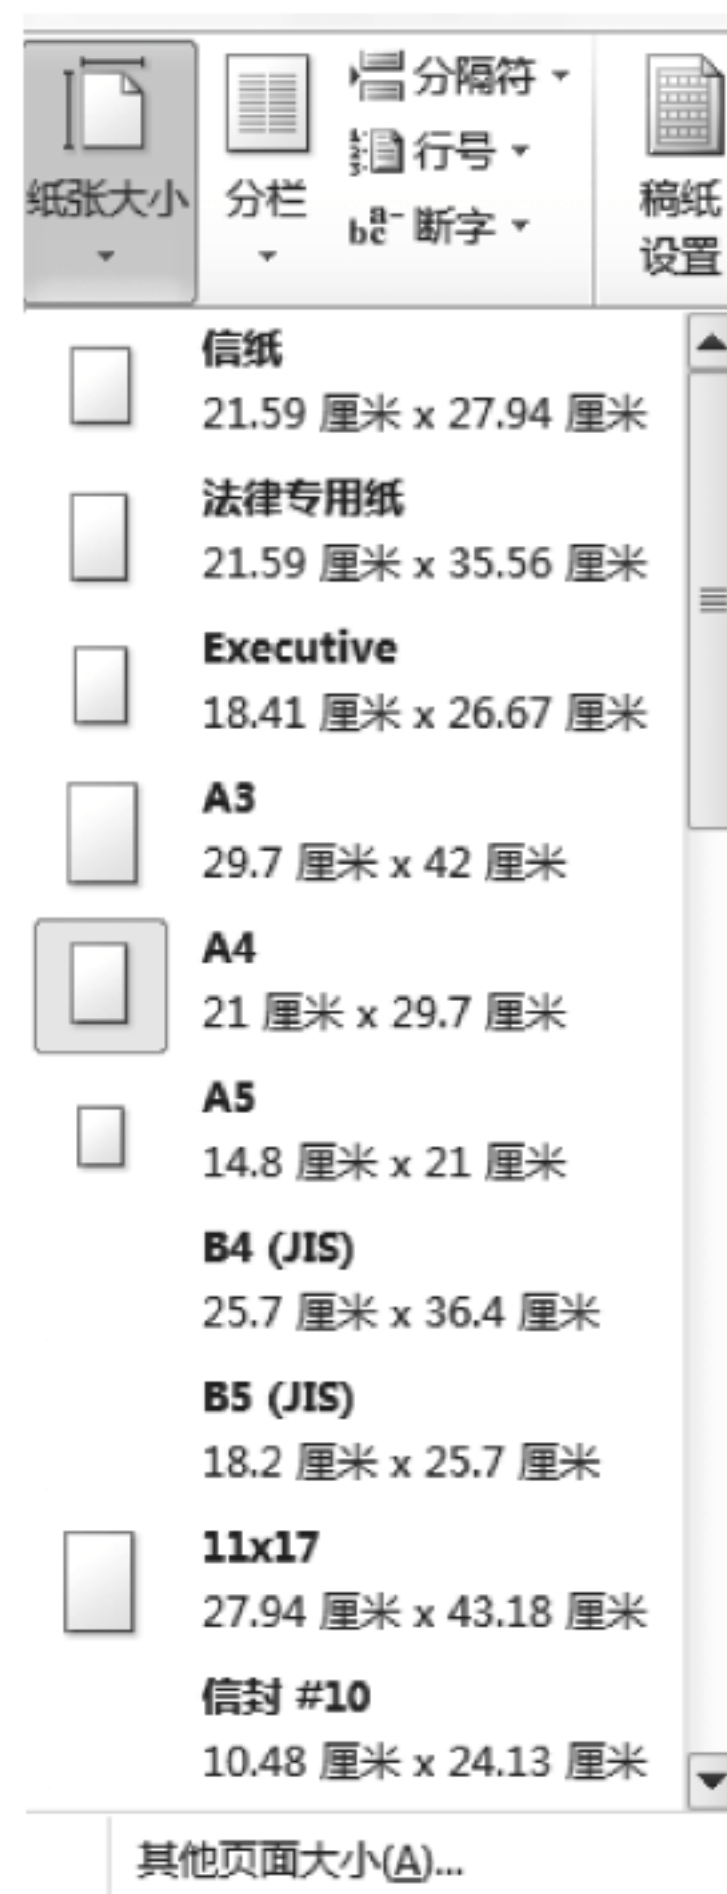 纸张大小
分栏
分隔符
行号
断字
稿纸
设置
信纸
21.59 厘米 x 27.94 厘米
法律专用纸
21.59 厘米 x 35.56 厘米
Executive
18.41 厘米 x 26.67 厘米
A3
29.7 厘米 x 42 厘米
A4
21 厘米 x 29.7 厘米
A5
14.8 厘米 x 21 厘米
B4 (JIS)
25.7 厘米 x 36.4 厘米
B5 (JIS)
18.2 厘米 x 25.7 厘米
11x17
27.94 厘米 x 43.18 厘米
信封 #10
10.48 厘米 x 24.13 厘米
其他页面大小(A)...